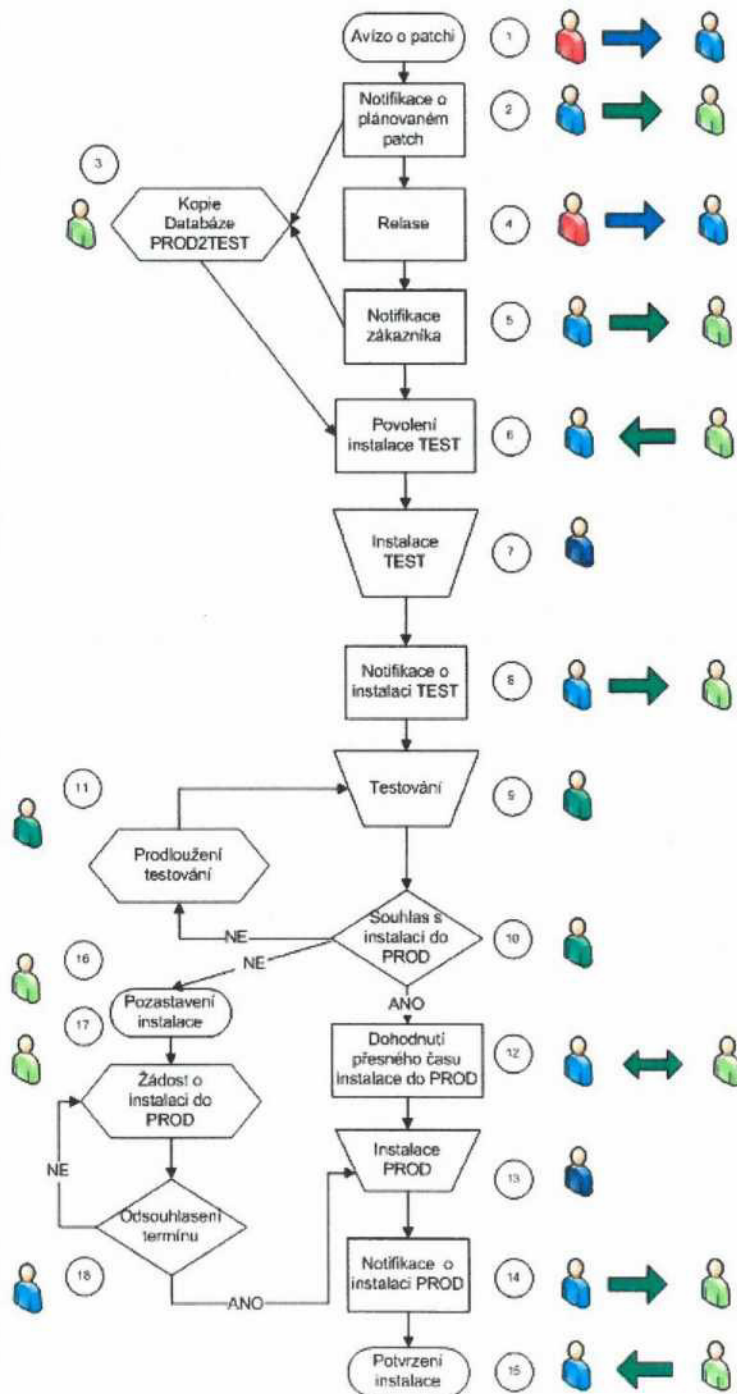 Avízo o patchi
1
Notifikace o
plánovaném
patch
2
3
Kopie
Databáze
PROD2TEST
Relase
4
Notifikace
zákazníka
5
Povolení
instalace TEST
6
Instalace
TEST
7
Notifikace o
instalaci TEST
8
Testování
9
11
Prodloužení
testování
NE
Souhlas s
instalací do
PROD
10
NE
ANO
16
Pozastavení
instalace
17
Dohodnutí
přesného času
instalace do PROD
12
Žádost o
instalaci do
PROD
Instalace
PROD
13
NE
Odsouhlasení
termínu
18
ANO
Notifikace o
instalaci PROD
14
Potvrzení
instalace
15